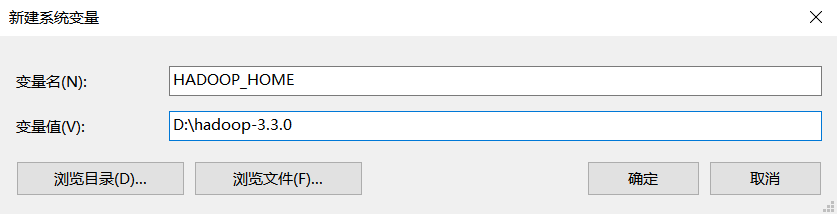 新建系统变量
变量名(N): HADOOP_HOME
变量值(V): D:\hadoop-3.3.0
浏览目录(D)... 浏览文件(F)... 确定 取消